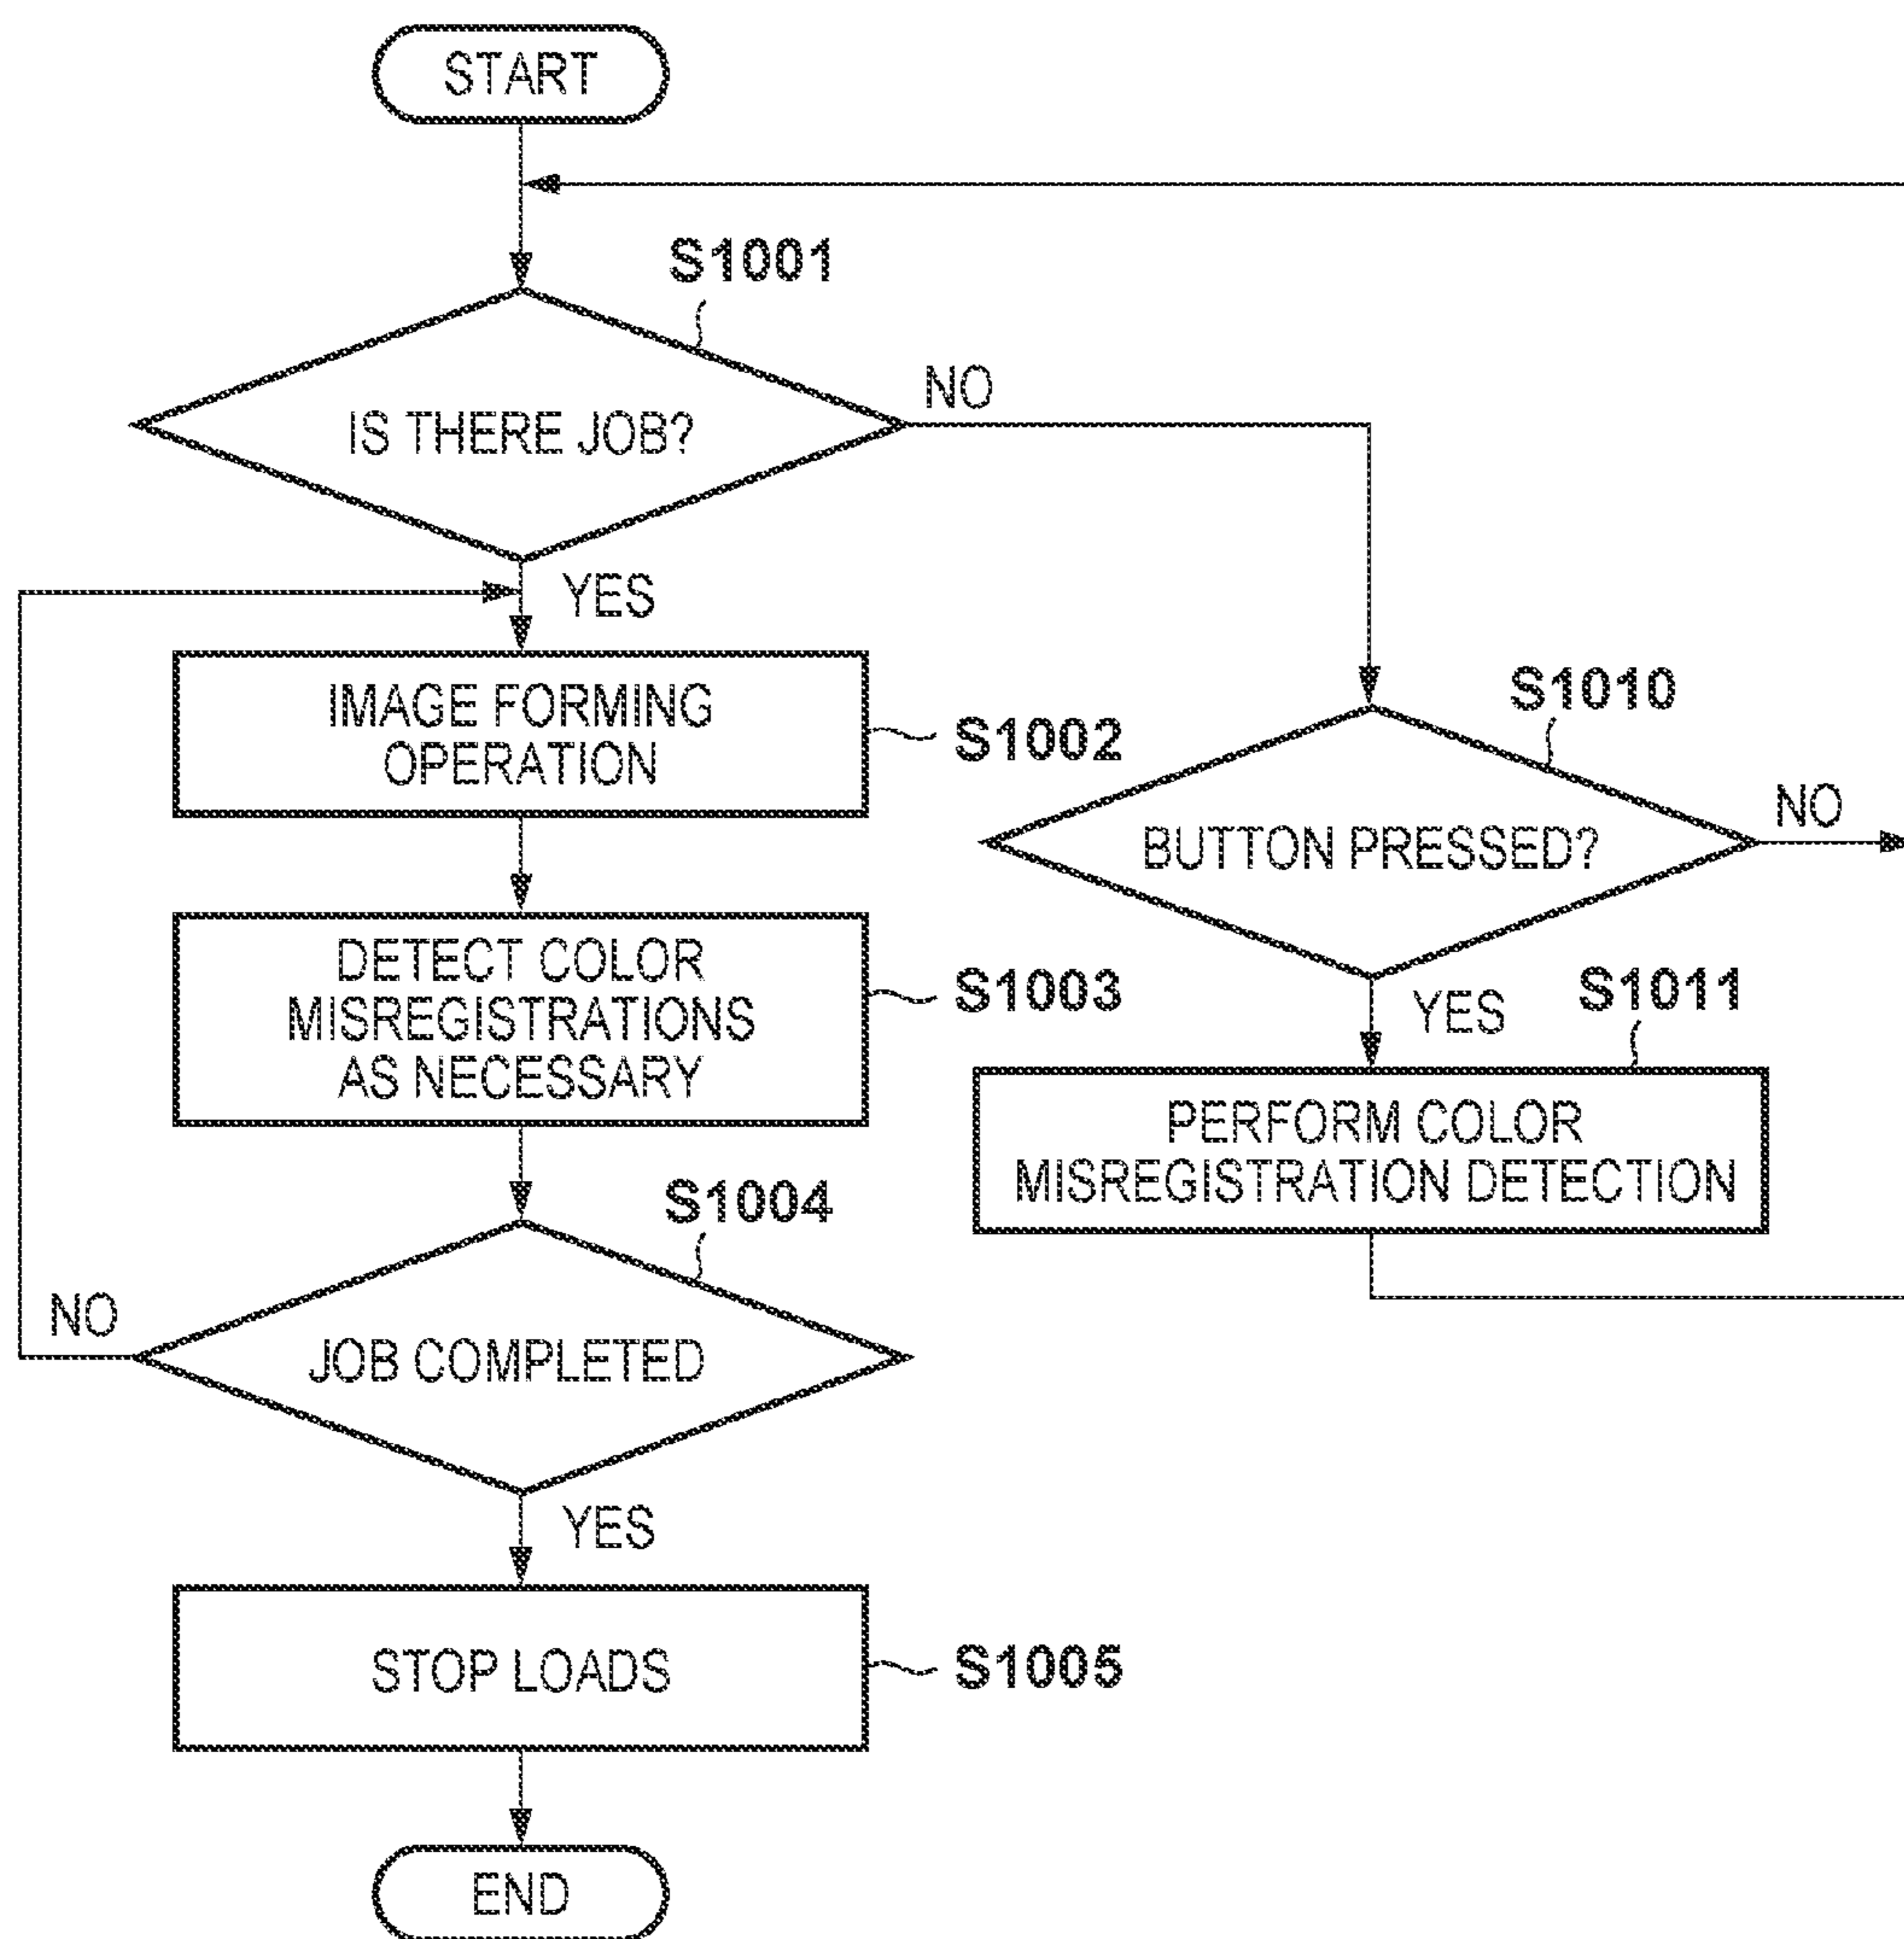 START
S1001
IS THERE JOB?
NO
YES
IMAGE FORMING
OPERATION
S1002
DETECT COLOR
MISREGISTRATIONS
AS NECESSARY
S1003
S1004
JOB COMPLETED
NO
YES
STOP LOADS
S1005
END
S1010
BUTTON PRESSED?
NO
YES
S1011
PERFORM COLOR
MISREGISTRATION DETECTION